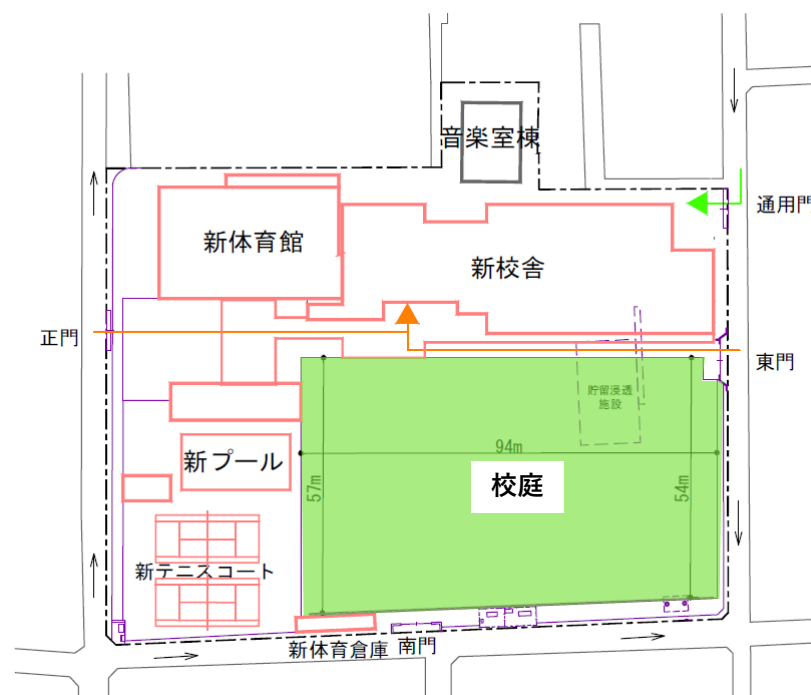 音楽室棟
通用門
新体育館
新校舎
正門
東門
貯留浸透
施設
94m
新プール
校庭
57m
54m
新テニスコート
新体育倉庫
南門